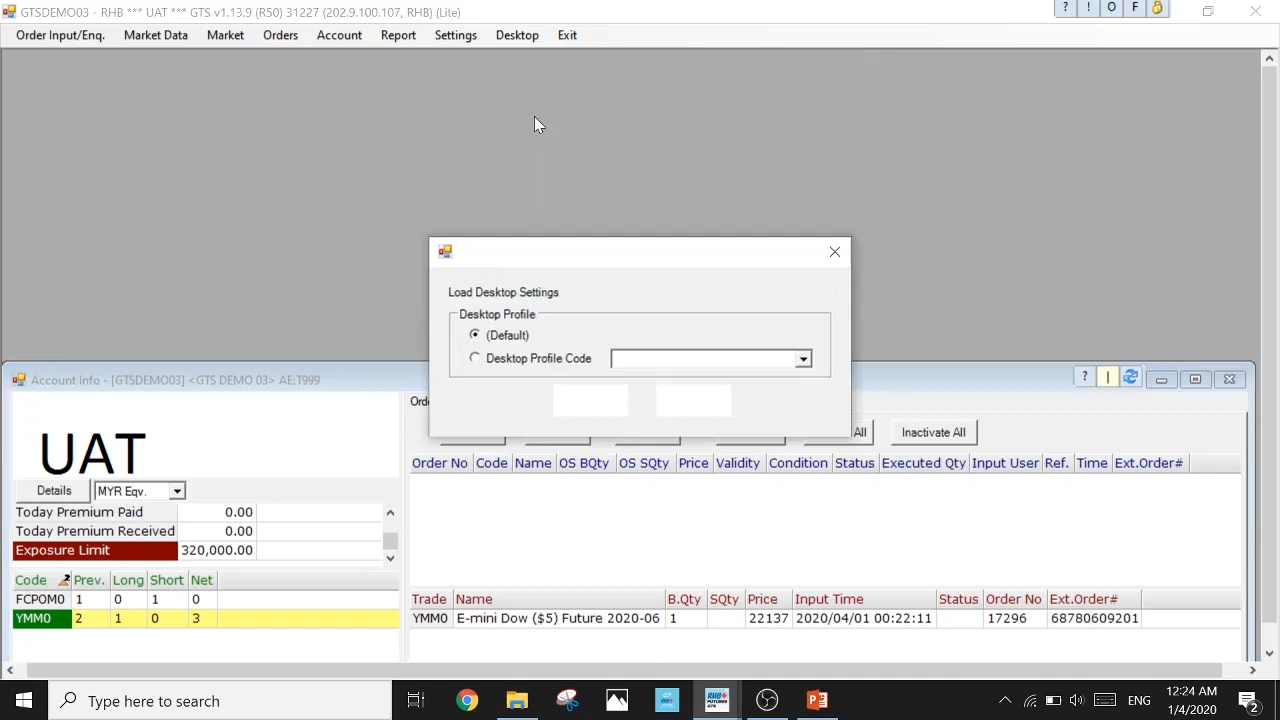 GTSDEMO03 - RHB *** UAT *** GTS v1.13.9 (R50) 31227 (202.9.100.107, RHB) (Lite)
? ! O F
Order Input/Enq. Market Data Market Orders Account Report Settings Desktop Exit
Load Desktop Settings
Desktop Profile
(Default)
Desktop Profile Code
Account Info - [GTSDEMO03] <GTS DEMO 03> AE:T999
? |
UAT
All Inactivate All
Order No Code Name OS BQty OS SQty Price Validity Condition Status Executed Qty Input User Ref. Time Ext.Order#
Details MYR Eqv.
Today Premium Paid 0.00
Today Premium Received 0.00
Exposure Limit 320,000.00
Code Prev. Long Short Net
FCPOM0 1 0 1 0
YMM0 2 1 0 3
Trade Name B.Qty SQty Price Input Time Status Order No Ext.Order#
YMM0 E-mini Dow ($5) Future 2020-06 1 22137 2020/04/01 00:22:11 17296 68780609201
Type here to search
RHB
FUTURES
GTS
ENG
12:24 AM
1/4/2020
2